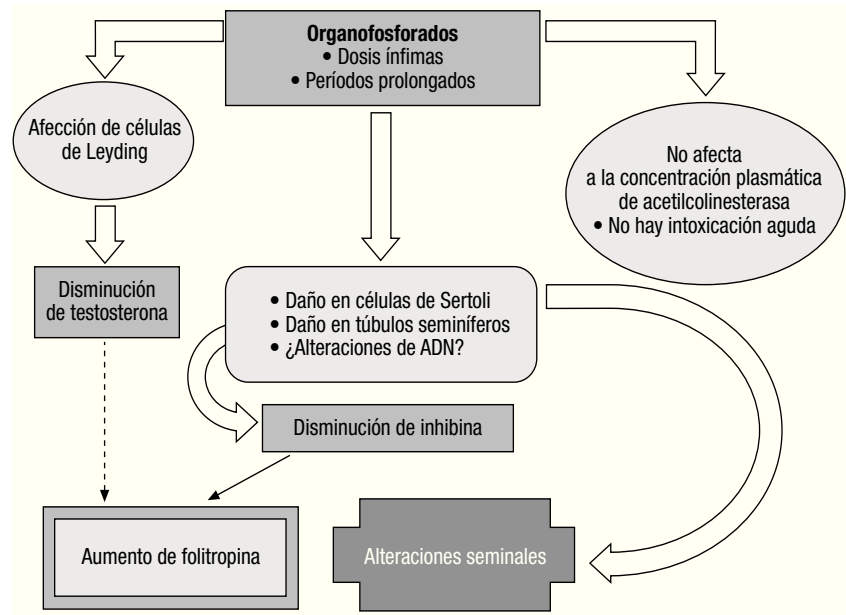 Organofosforados
• Dosis ínfimas
• Períodos prolongados
Afección de células
de Leyding
No afecta
a la concentración plasmática
de acetilcolinesterasa
• No hay intoxicación aguda
Disminución
de testosterona
• Daño en células de Sertoli
• Daño en túbulos seminíferos
• ¿Alteraciones de ADN?
Disminución de inhibina
Aumento de folitropina
Alteraciones seminales